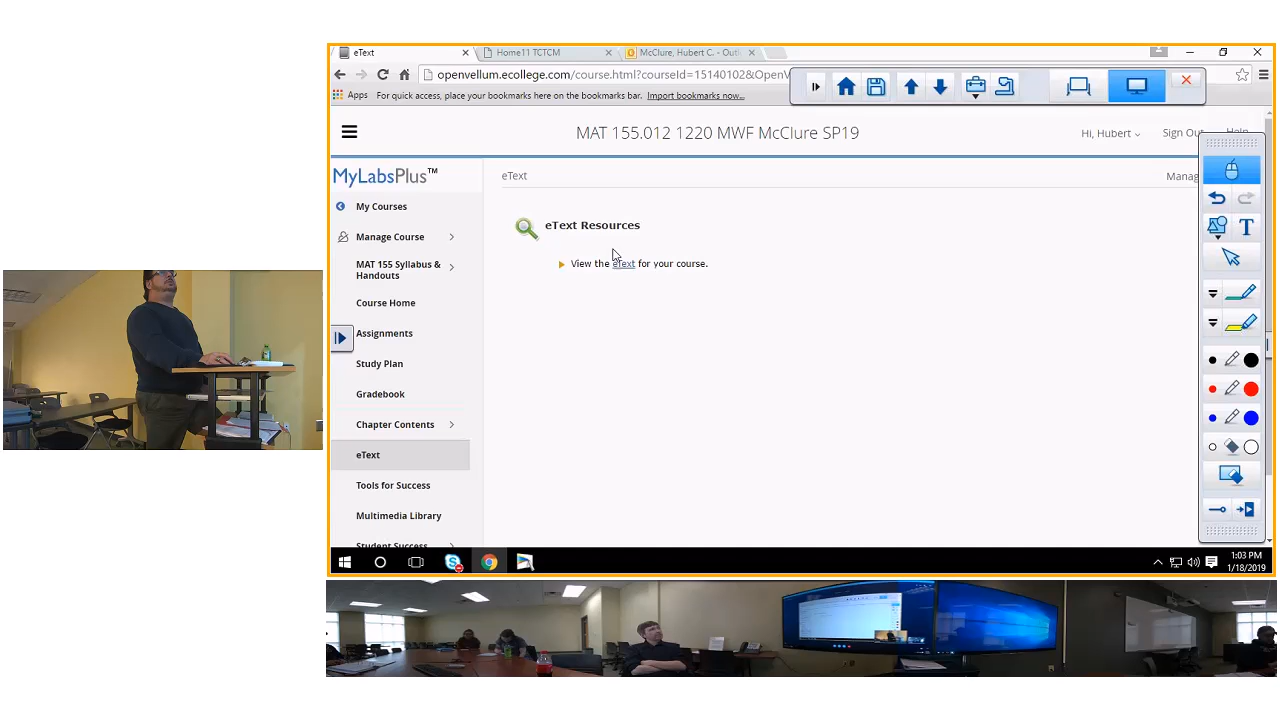 eText
Home11 TCTCM
McClure, Hubert C. - Outl
openvellum.ecollege.com/course.html?courseId=15140102&OpenV
Apps
For quick access, place your bookmarks here on the bookmarks bar. Import bookmarks now...
MAT 155.012 1220 MWF McClure SP19
Hi, Hubert
Sign Out
Help
MyLabsPlus™
eText
Manag
My Courses
Manage Course
MAT 155 Syllabus &
Handouts
Course Home
Assignments
Study Plan
Gradebook
Chapter Contents
eText
Tools for Success
Multimedia Library
Student Success
eText Resources
View the eText for your course.
T
1:03 PM
1/18/2019